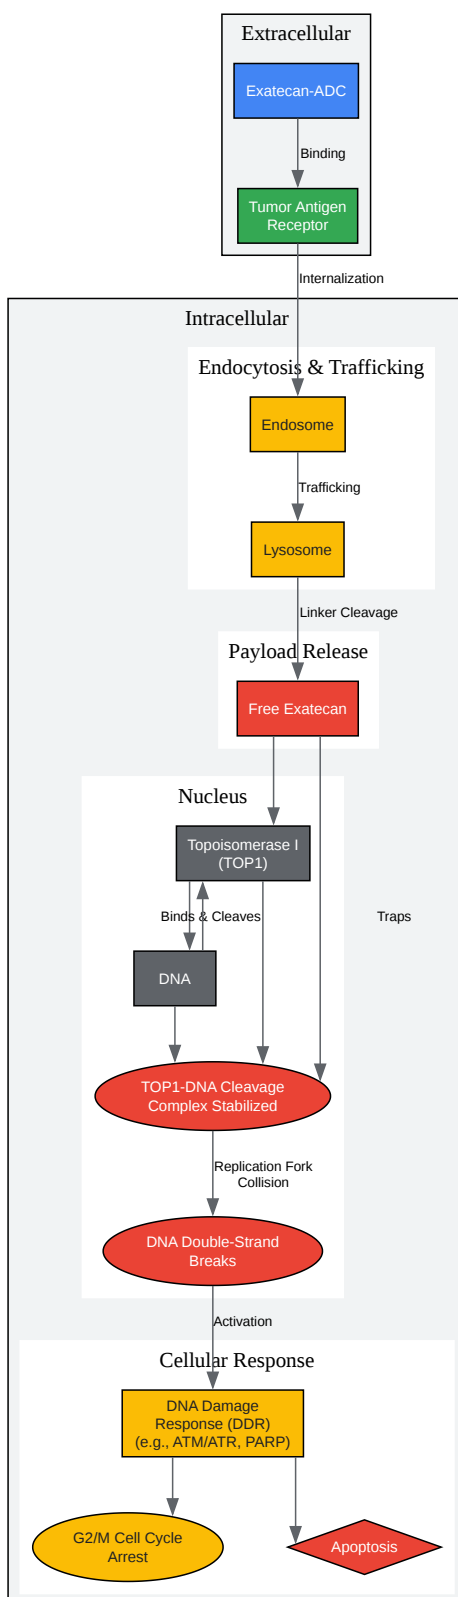 Extracellular
Exatecan-ADC
Binding
Tumor Antigen
Receptor
Internalization
Intracellular
Endocytosis & Trafficking
Endosome
Trafficking
Lysosome
Linker Cleavage
Payload Release
Free Exatecan
Nucleus
Topoisomerase I
(TOP1)
Binds & Cleaves
Traps
DNA
TOP1-DNA Cleavage
Complex Stabilized
Replication Fork
Collision
DNA Double-Strand
Breaks
Activation
Cellular Response
DNA Damage
Response (DDR)
(e.g., ATM/ATR, PARP)
G2/M Cell Cycle
Arrest
Apoptosis